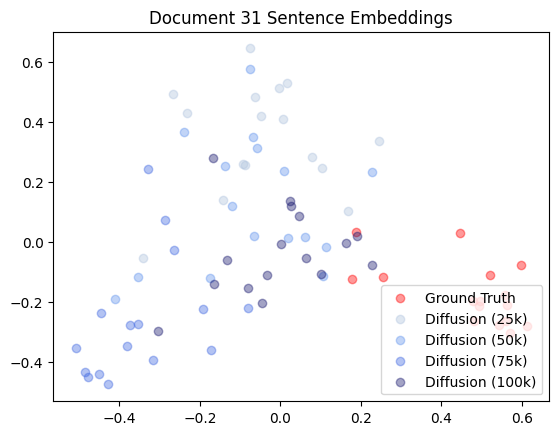 Document 31 Sentence Embeddings
0.6
0.4
0.2
0.0
−0.2
−0.4
Ground Truth
Diffusion (25k)
Diffusion (50k)
Diffusion (75k)
Diffusion (100k)
−0.4 −0.2 0.0 0.2 0.4 0.6